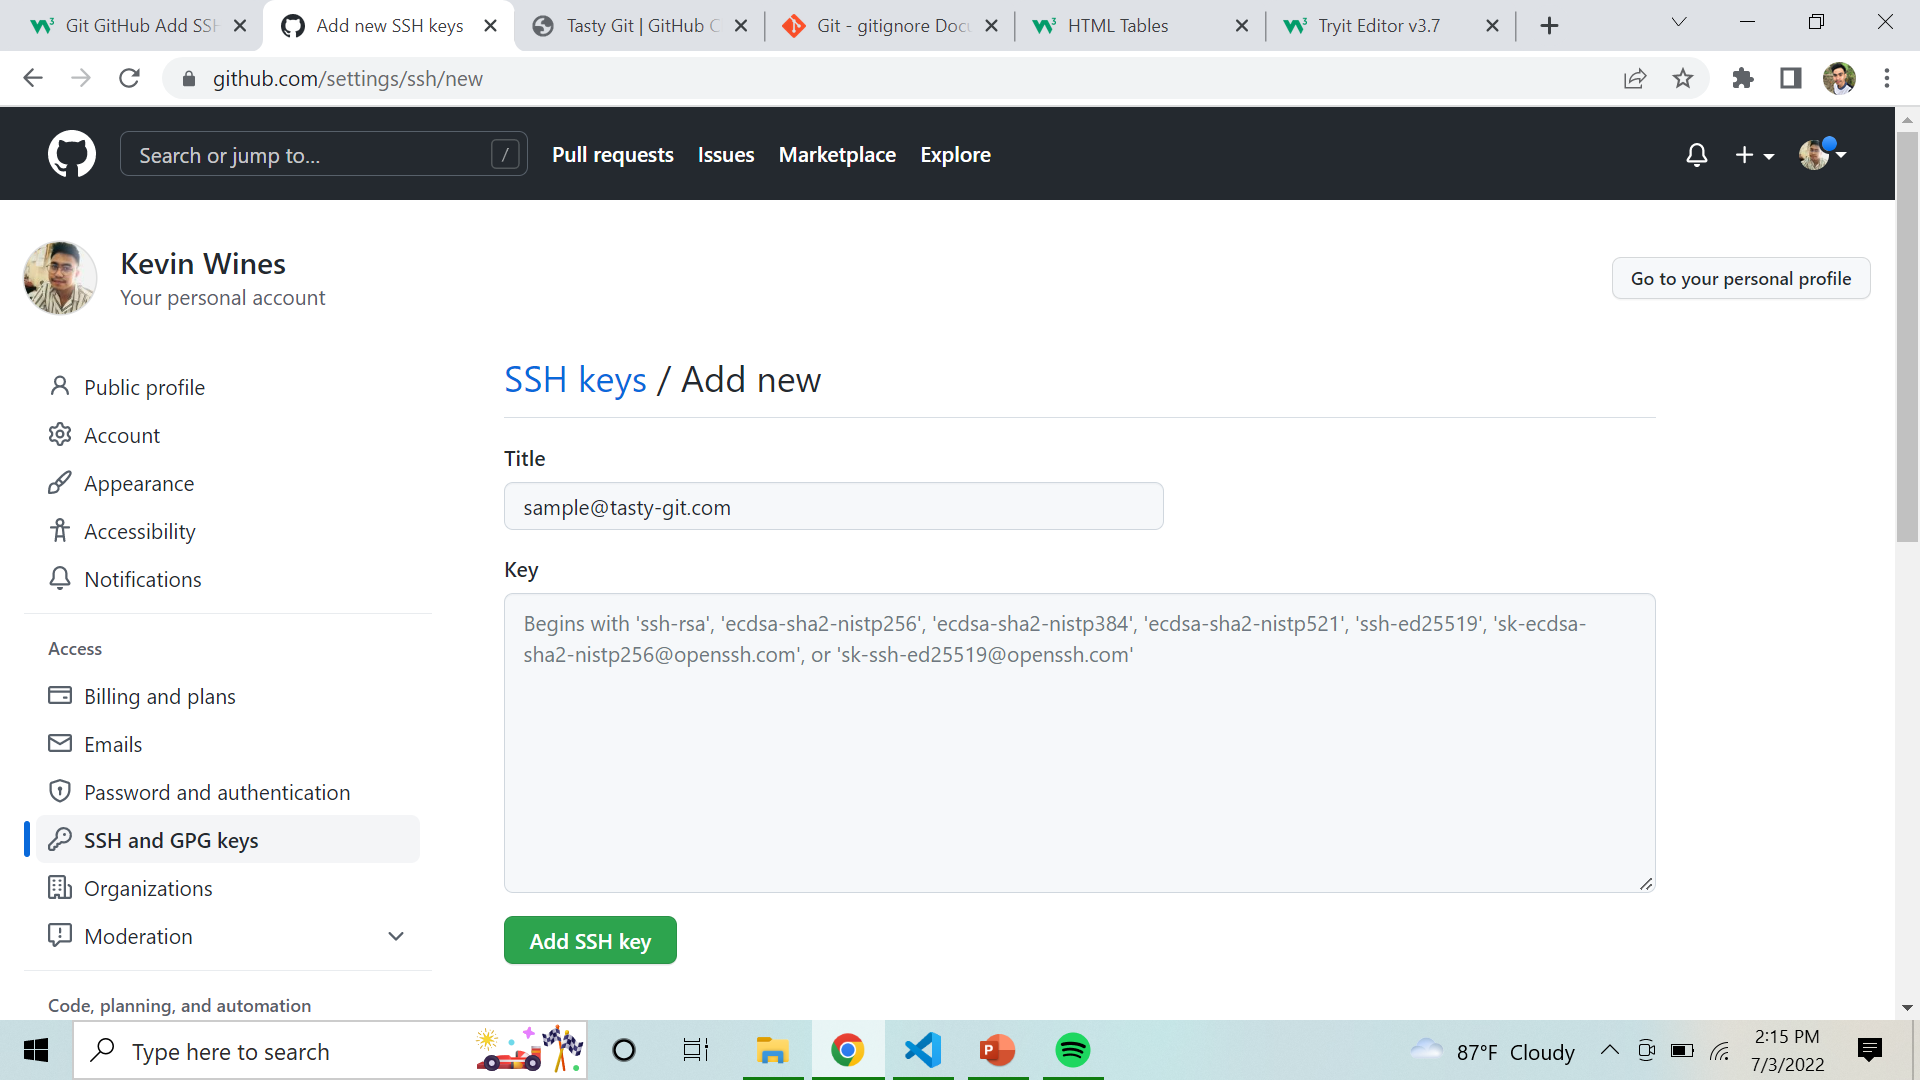 Git GitHub Add SSH
Add new SSH keys
Tasty Git | GitHub C
Git - gitignore Docu
HTML Tables
Tryit Editor v3.7
github.com/settings/ssh/new
Search or jump to...
/
Pull requests
Issues
Marketplace
Explore
Kevin Wines
Your personal account
Go to your personal profile
Public profile
Account
Appearance
Accessibility
Notifications
Access
Billing and plans
Emails
Password and authentication
SSH and GPG keys
Organizations
Moderation
Code, planning, and automation
SSH keys / Add new
Title
sample@tasty-git.com
Key
Begins with 'ssh-rsa', 'ecdsa-sha2-nistp256', 'ecdsa-sha2-nistp384', 'ecdsa-sha2-nistp521', 'ssh-ed25519', 'sk-ecdsa-
sha2-nistp256@openssh.com', or 'sk-ssh-ed25519@openssh.com'
Add SSH key
Type here to search
87°F Cloudy
2:15 PM
7/3/2022